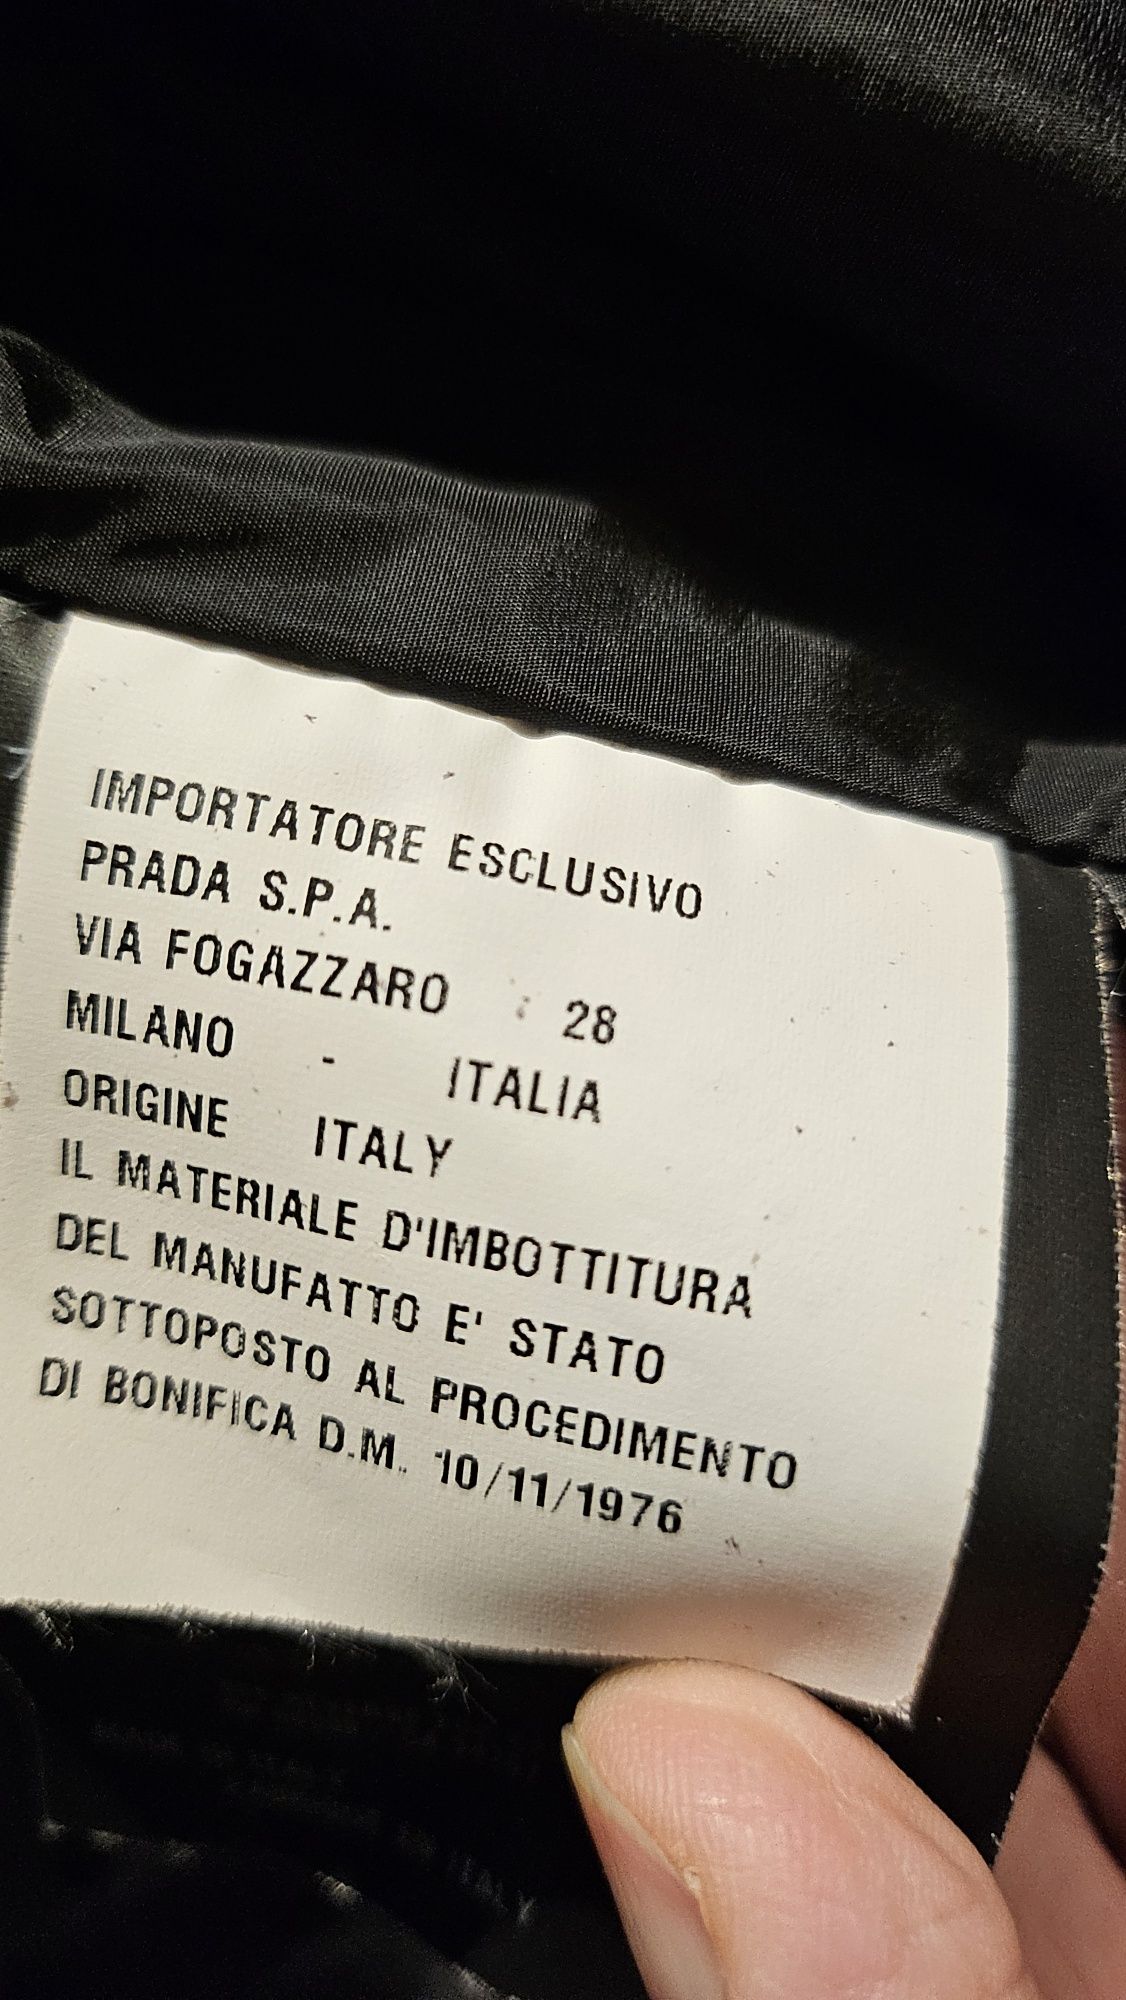 IMPORTATORE ESCLUSIVO
PRADA S.P.A.
VIA FOGAZZARO : 28
MILANO - ITALIA
ORIGINE ITALY
IL MATERIALE D'IMBOTTITURA
DEL MANUFATTO E' STATO
SOTTOPOSTO AL PROCEDIMENTO
DI BONIFICA D.M. 10/11/1976